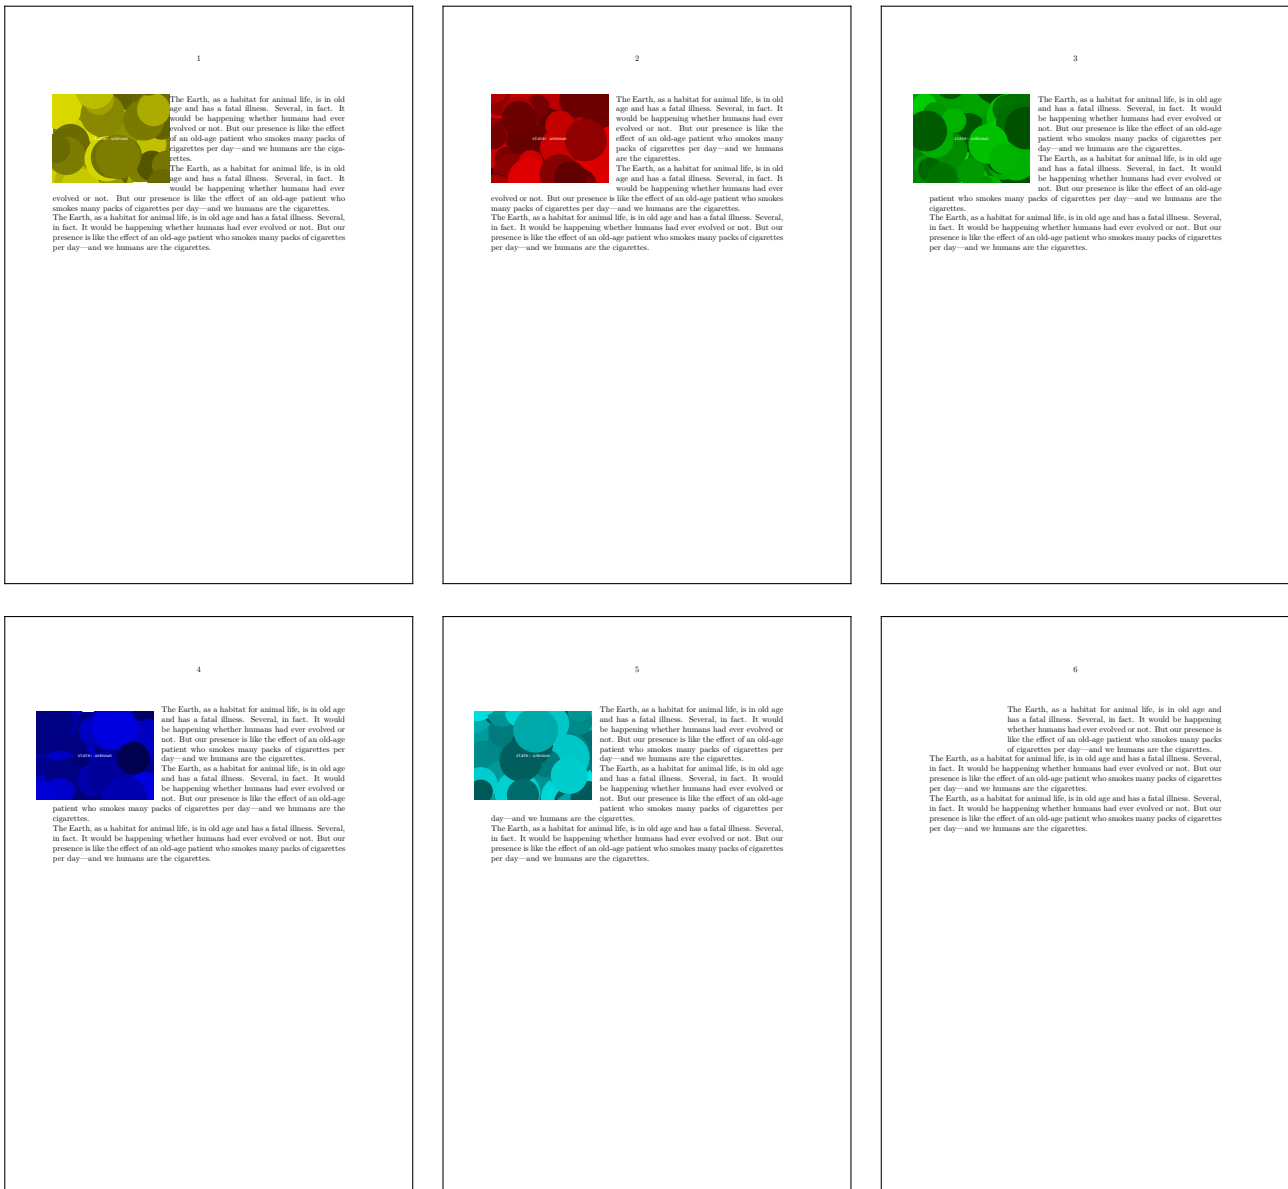 1
The Earth, as a habitat for animal life, is in old
age and has a fatal illness. Several, in fact. It
would be happening whether humans had ever
evolved or not. But our presence is like the effect
of an old-age patient who smokes many packs of
cigarettes per day—and we humans are the ciga-
rettes.
state: unknown
The Earth, as a habitat for animal life, is in old
age and has a fatal illness. Several, in fact. It
would be happening whether humans had ever
evolved or not. But our presence is like the effect of an old-age patient who
smokes many packs of cigarettes per day—and we humans are the cigarettes.
The Earth, as a habitat for animal life, is in old age and has a fatal illness. Several,
in fact. It would be happening whether humans had ever evolved or not. But our
presence is like the effect of an old-age patient who smokes many packs of cigarettes
per day—and we humans are the cigarettes.
2
The Earth, as a habitat for animal life, is in old
age and has a fatal illness. Several, in fact. It
would be happening whether humans had ever
evolved or not. But our presence is like the
effect of an old-age patient who smokes many
packs of cigarettes per day—and we humans
are the cigarettes.
state: unknown
The Earth, as a habitat for animal life, is in old
age and has a fatal illness. Several, in fact. It
would be happening whether humans had ever
evolved or not. But our presence is like the effect of an old-age patient who smokes
many packs of cigarettes per day—and we humans are the cigarettes.
The Earth, as a habitat for animal life, is in old age and has a fatal illness. Several,
in fact. It would be happening whether humans had ever evolved or not. But our
presence is like the effect of an old-age patient who smokes many packs of cigarettes
per day—and we humans are the cigarettes.
3
The Earth, as a habitat for animal life, is in old age
and has a fatal illness. Several, in fact. It would
be happening whether humans had ever evolved or
not. But our presence is like the effect of an old-age
patient who smokes many packs of cigarettes per
day—and we humans are the cigarettes.
state: unknown
The Earth, as a habitat for animal life, is in old age
and has a fatal illness. Several, in fact. It would
be happening whether humans had ever evolved or
not. But our presence is like the effect of an old-age
patient who smokes many packs of cigarettes per day—and we humans are the
cigarettes.
The Earth, as a habitat for animal life, is in old age and has a fatal illness. Several,
in fact. It would be happening whether humans had ever evolved or not. But our
presence is like the effect of an old-age patient who smokes many packs of cigarettes
per day—and we humans are the cigarettes.
4
The Earth, as a habitat for animal life, is in old age
and has a fatal illness. Several, in fact. It would
be happening whether humans had ever evolved or
not. But our presence is like the effect of an old-age
patient who smokes many packs of cigarettes per
day—and we humans are the cigarettes.
state: unknown
The Earth, as a habitat for animal life, is in old age
and has a fatal illness. Several, in fact. It would
be happening whether humans had ever evolved or
not. But our presence is like the effect of an old-age
patient who smokes many packs of cigarettes per day—and we humans are the
cigarettes.
The Earth, as a habitat for animal life, is in old age and has a fatal illness. Several,
in fact. It would be happening whether humans had ever evolved or not. But our
presence is like the effect of an old-age patient who smokes many packs of cigarettes
per day—and we humans are the cigarettes.
5
The Earth, as a habitat for animal life, is in old age
and has a fatal illness. Several, in fact. It would
be happening whether humans had ever evolved or
not. But our presence is like the effect of an old-age
patient who smokes many packs of cigarettes per
day—and we humans are the cigarettes.
state: unknown
The Earth, as a habitat for animal life, is in old age
and has a fatal illness. Several, in fact. It would
be happening whether humans had ever evolved or
not. But our presence is like the effect of an old-age
patient who smokes many packs of cigarettes per
day—and we humans are the cigarettes.
The Earth, as a habitat for animal life, is in old age and has a fatal illness. Several,
in fact. It would be happening whether humans had ever evolved or not. But our
presence is like the effect of an old-age patient who smokes many packs of cigarettes
per day—and we humans are the cigarettes.
6
The Earth, as a habitat for animal life, is in old age and
has a fatal illness. Several, in fact. It would be happening
whether humans had ever evolved or not. But our presence is
like the effect of an old-age patient who smokes many packs
of cigarettes per day—and we humans are the cigarettes.
The Earth, as a habitat for animal life, is in old age and has a fatal illness. Several,
in fact. It would be happening whether humans had ever evolved or not. But our
presence is like the effect of an old-age patient who smokes many packs of cigarettes
per day—and we humans are the cigarettes.
The Earth, as a habitat for animal life, is in old age and has a fatal illness. Several,
in fact. It would be happening whether humans had ever evolved or not. But our
presence is like the effect of an old-age patient who smokes many packs of cigarettes
per day—and we humans are the cigarettes.